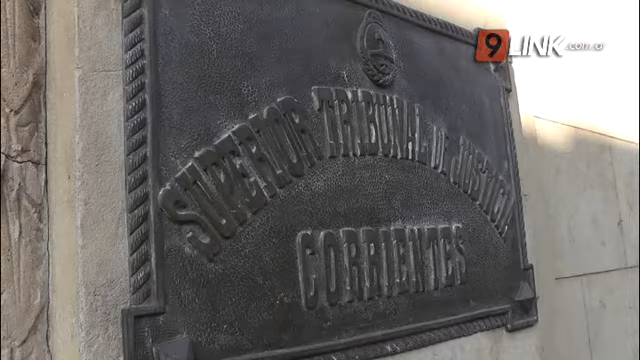 9LINK.com.ar
SUPERIOR TRIBUNAL DE JUSTICIA
CORRIENTES